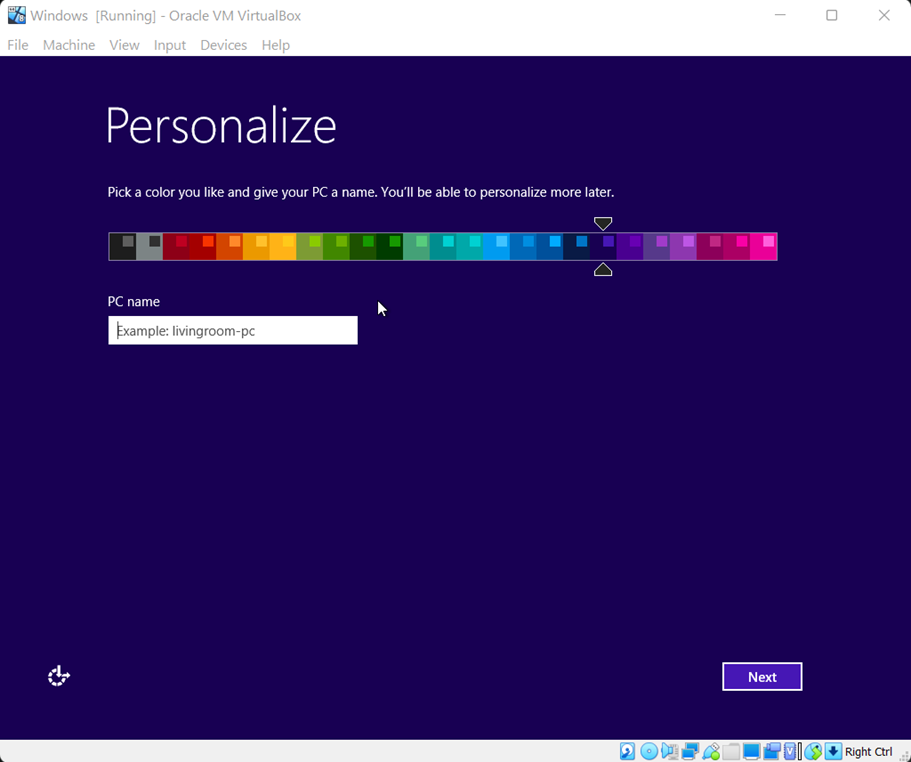 Windows [Running] - Oracle VM VirtualBox
File Machine View Input Devices Help
Personalize
Pick a color you like and give your PC a name. You'll be able to personalize more later.
PC name
Example: livingroom-pc
Next
Right Ctrl